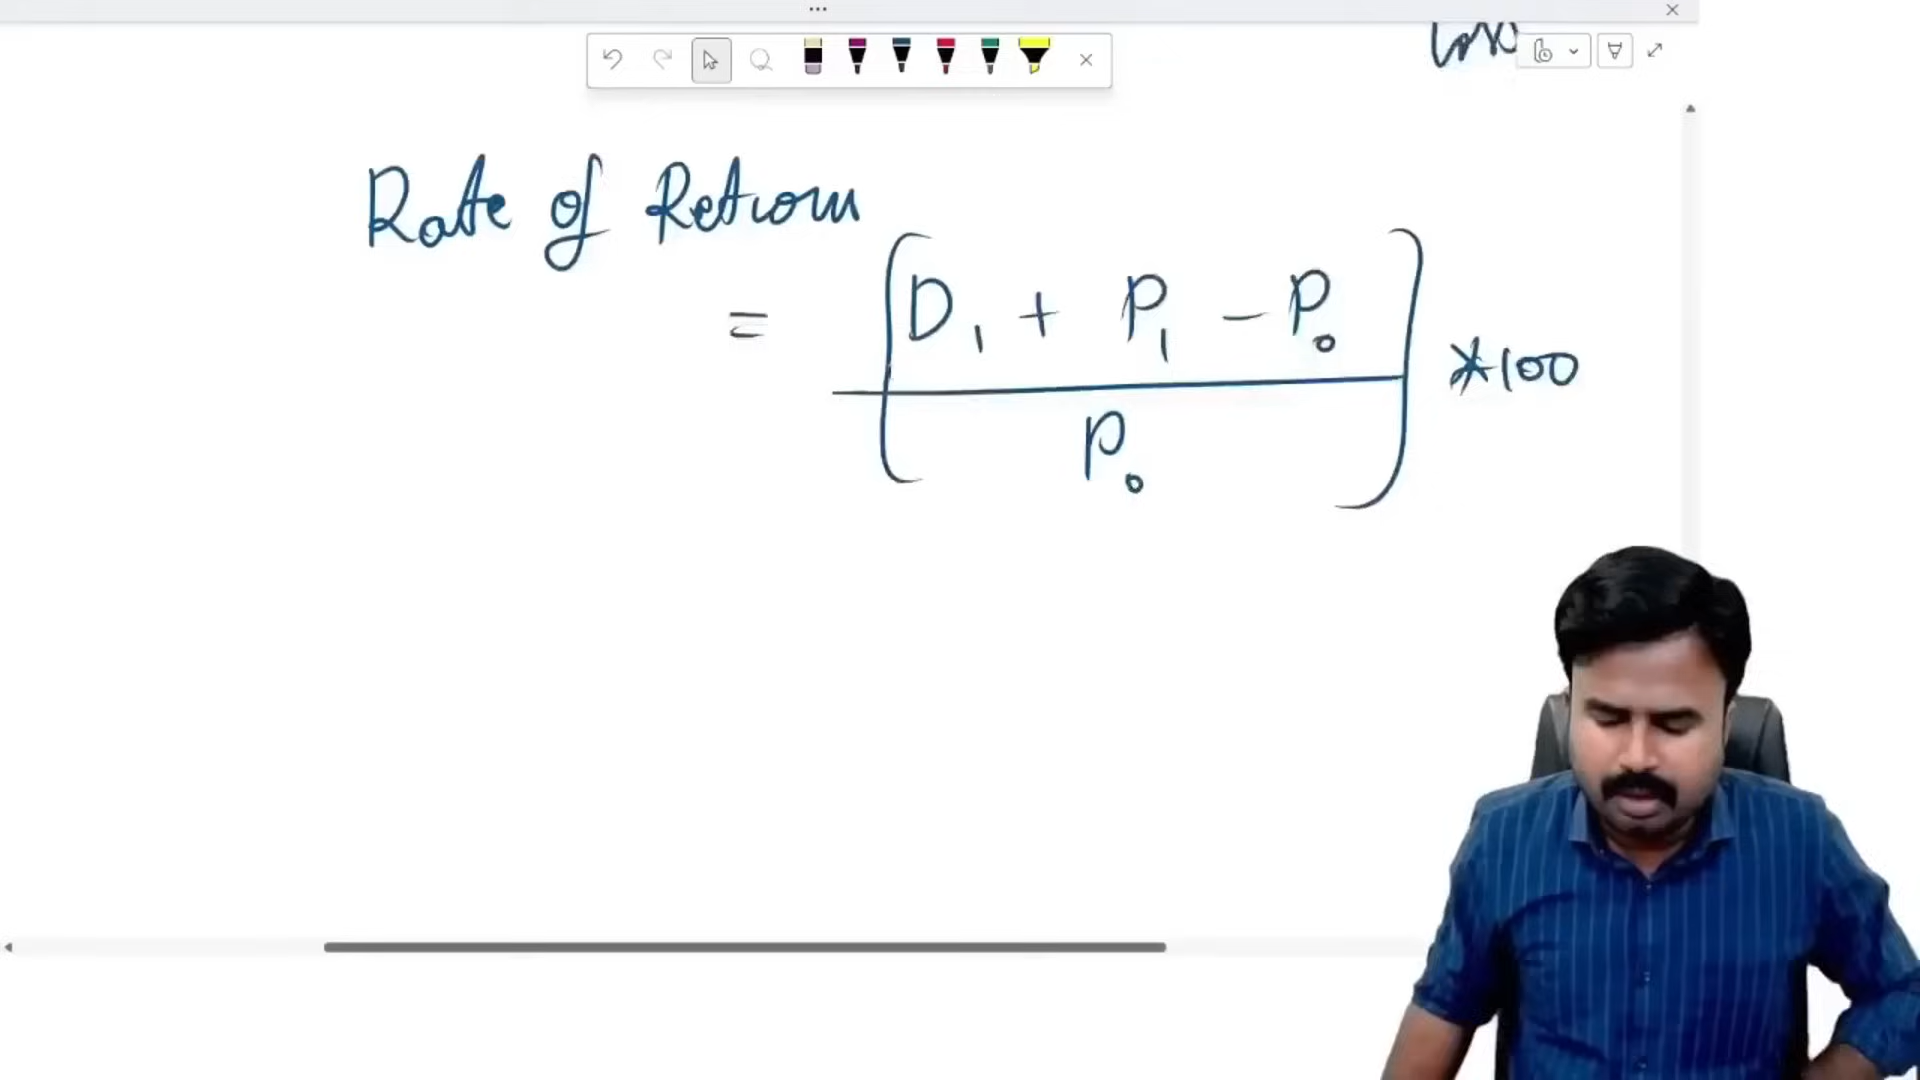 Rate of Return
= [D₁ + P₁ - P₀
P₀] *100